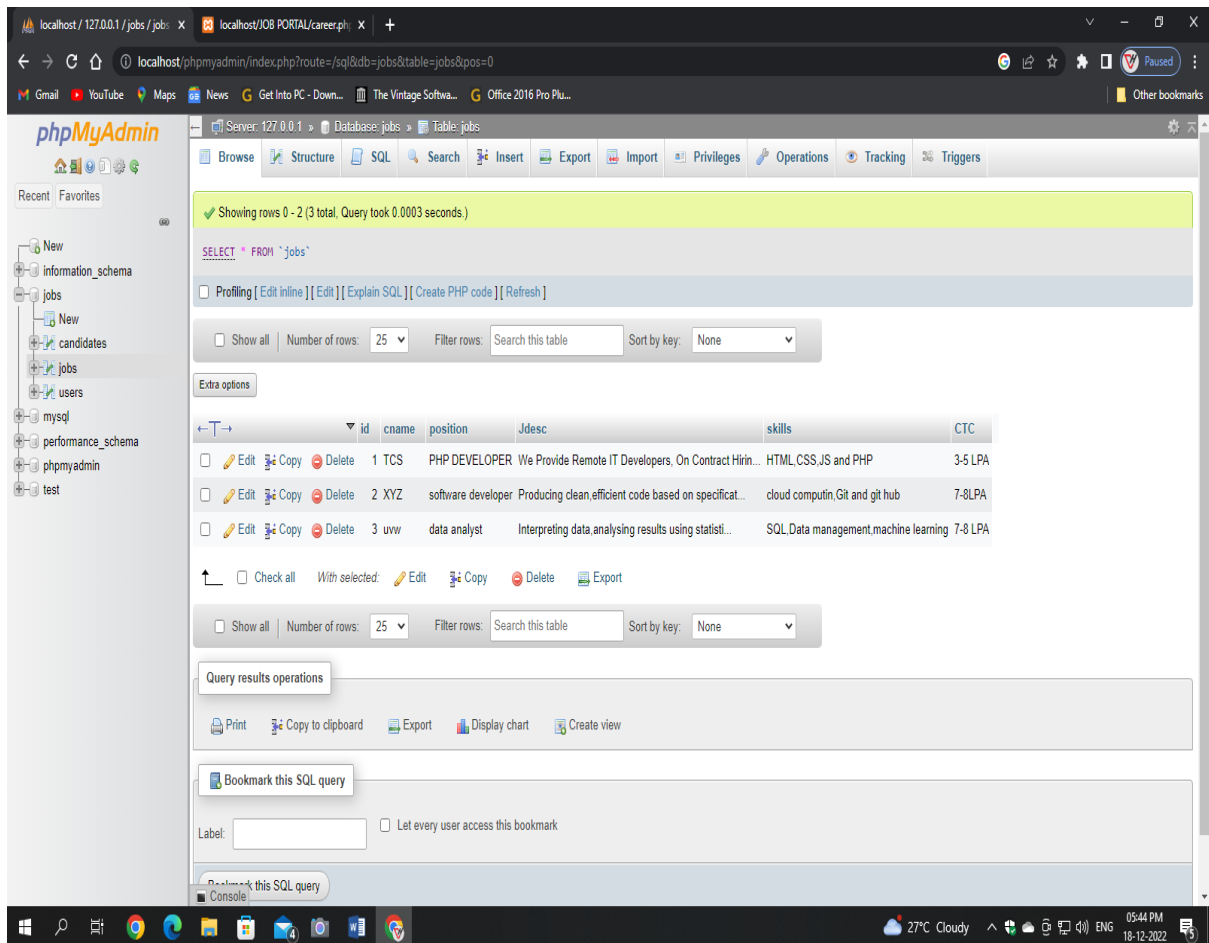 localhost / 127.0.0.1 / jobs / jobs X localhost/JOB PORTAL/career.ph X +
localhost/phpmyadmin/index.php?route=/sql&db=jobs&table=jobs&pos=0 Paused
Gmail YouTube Maps News Get Into PC - Down... The Vintage Softwa... Office 2016 Pro Plu... Other bookmarks
phpMyAdmin
Recent Favorites
New
information_schema
jobs
New
candidates
jobs
users
mysql
performance_schema
phpmyadmin
test
Server: 127.0.0.1 » Database: jobs » Table: jobs
Browse Structure SQL Search Insert Export Import Privileges Operations Tracking Triggers
Showing rows 0 - 2 (3 total, Query took 0.0003 seconds.)
SELECT * FROM `jobs`
Profiling [ Edit inline ] [ Edit ] [ Explain SQL ] [ Create PHP code ] [ Refresh ]
Show all Number of rows: 25 Filter rows: Search this table Sort by key: None
Extra options
←T→ ▼ id cname position Jdesc skills CTC
Edit Copy Delete 1 TCS PHP DEVELOPER We Provide Remote IT Developers, On Contract Hirin... HTML,CSS,JS and PHP 3-5 LPA
Edit Copy Delete 2 XYZ software developer Producing clean,efficient code based on specificat... cloud computin,Git and git hub 7-8LPA
Edit Copy Delete 3 uvw data analyst Interpreting data,analysing results using statisti... SQL,Data management,machine learning 7-8 LPA
Check all With selected: Edit Copy Delete Export
Show all Number of rows: 25 Filter rows: Search this table Sort by key: None
Query results operations
Print Copy to clipboard Export Display chart Create view
Bookmark this SQL query
Label: Let every user access this bookmark
Bookmark this SQL query
Console
4 27°C Cloudy ENG 05:44 PM 5
18-12-2022